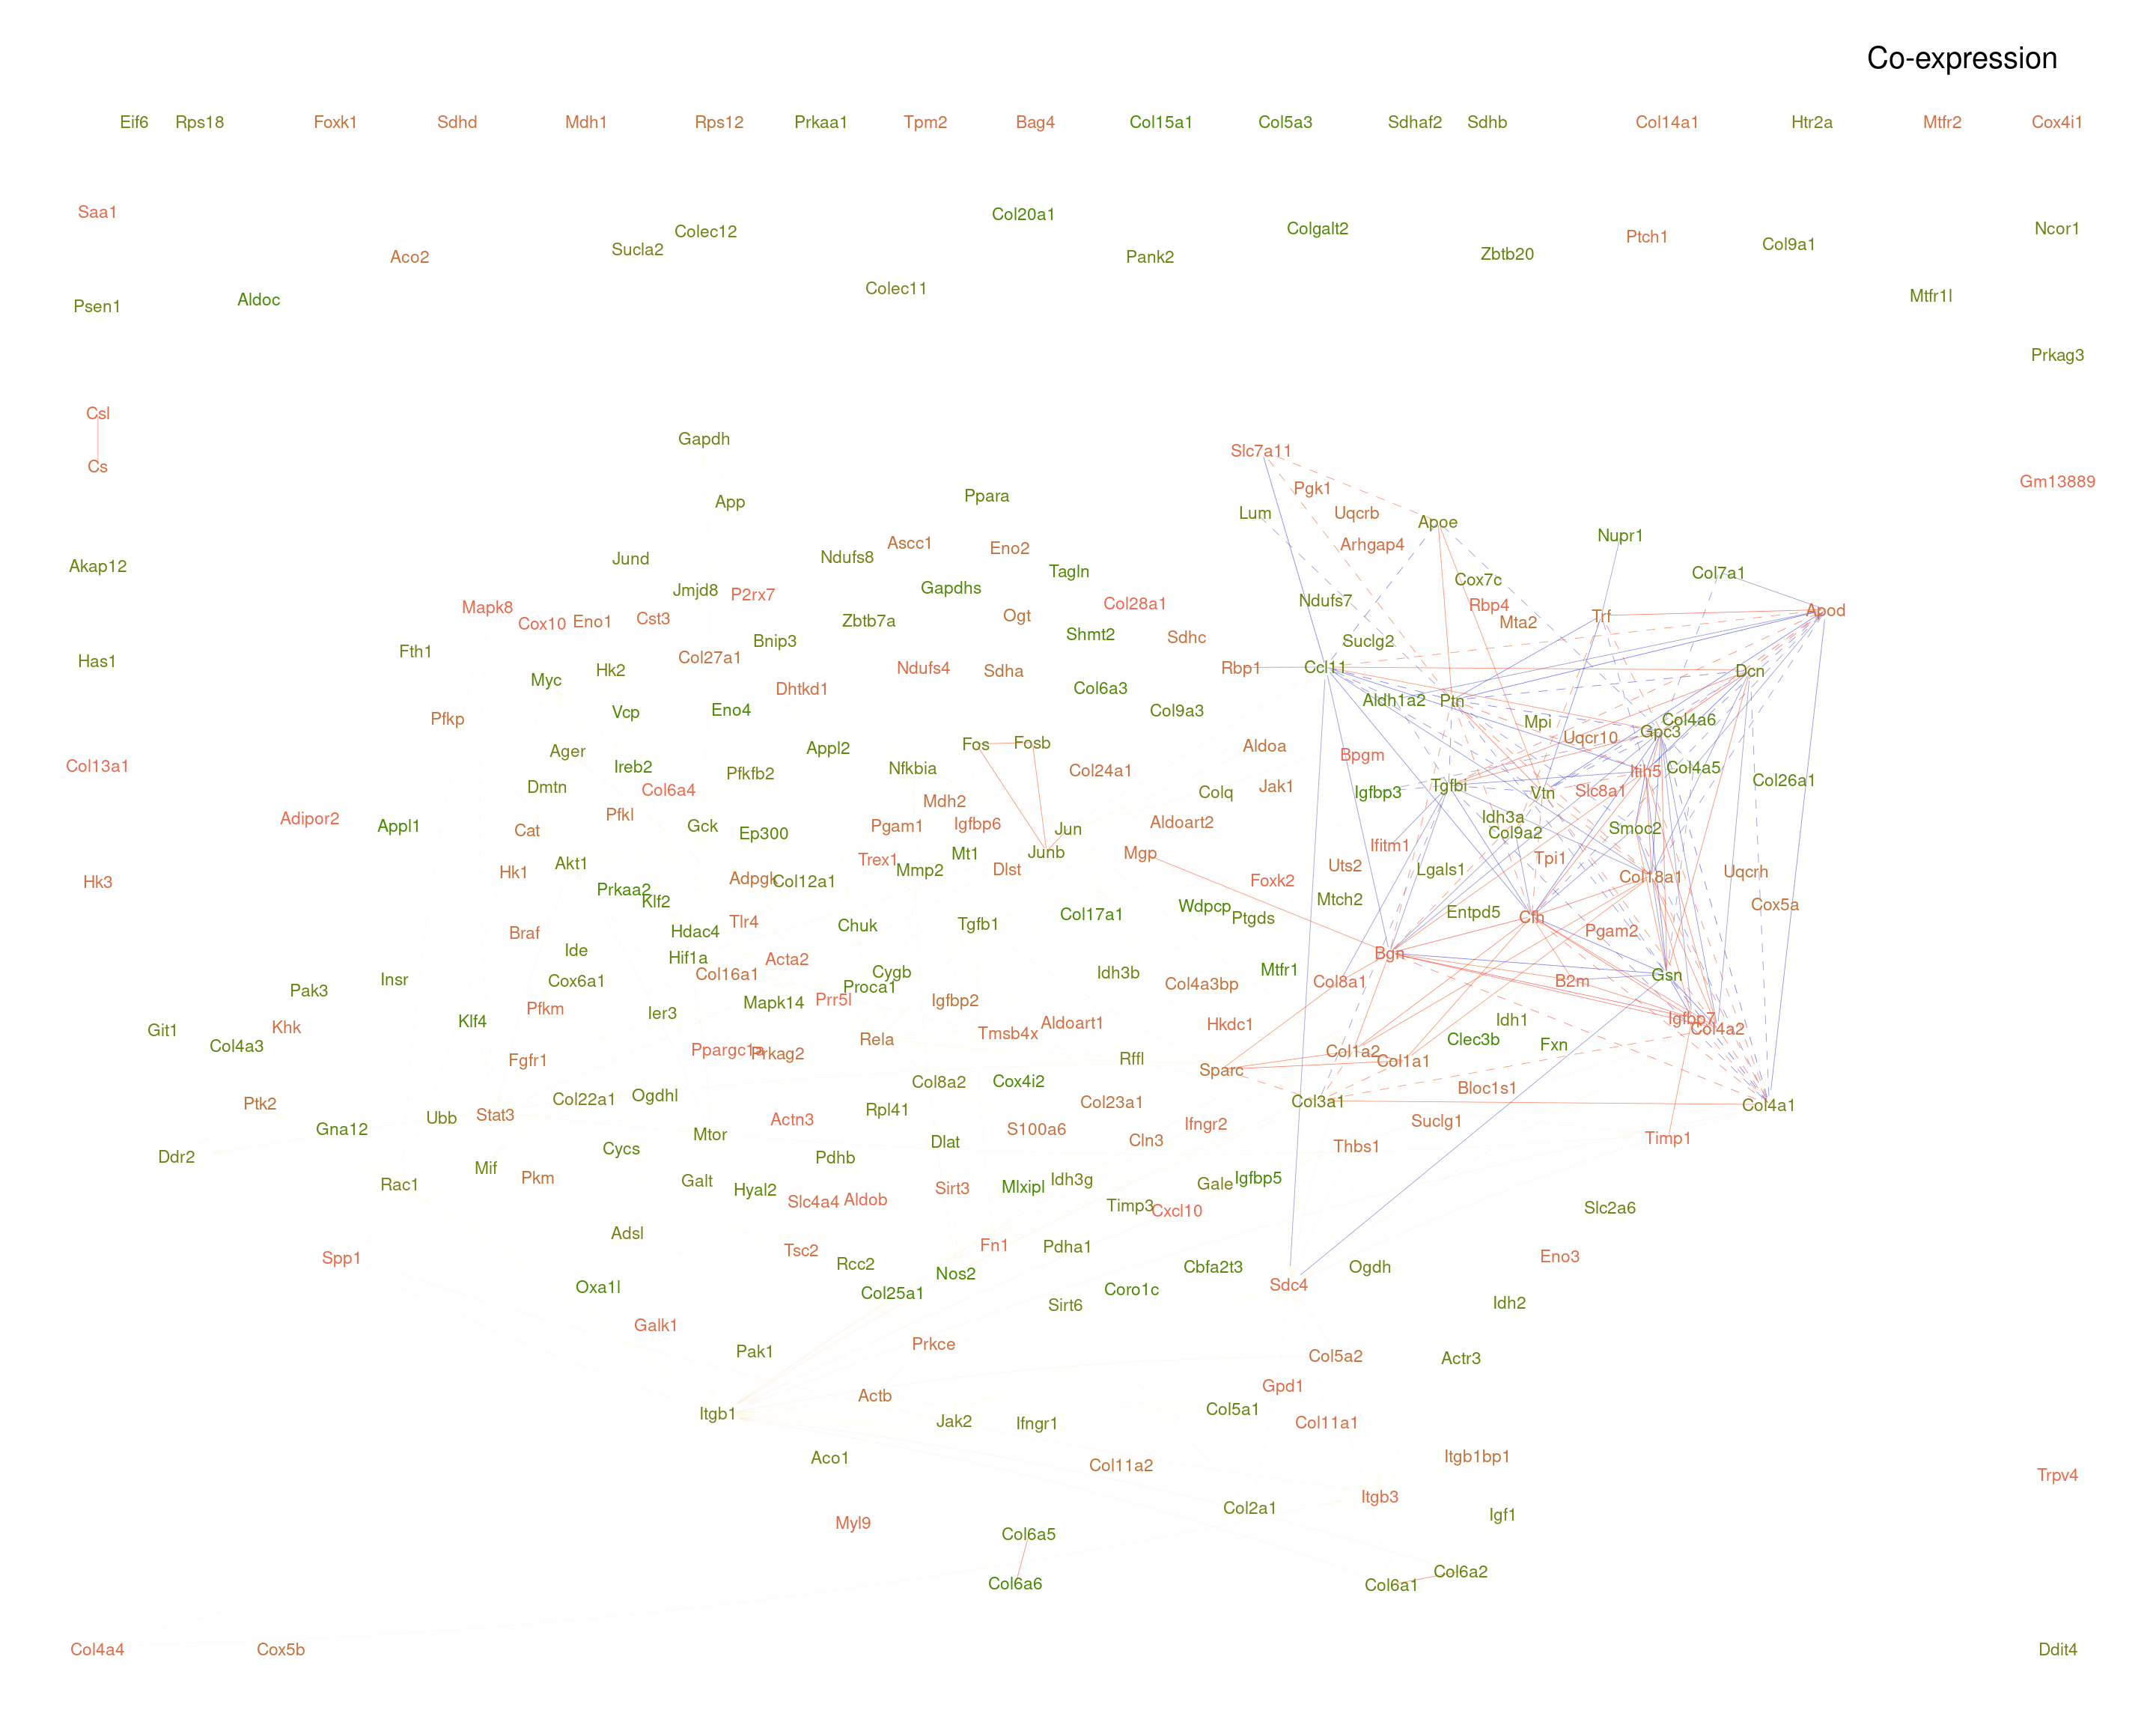 Co-expression
Eif6 Rps18 Foxk1 Sdhd Mdh1 Rps12 Prkaa1 Tpm2 Bag4 Col15a1 Col5a3 Sdhaf2 Sdhb Col14a1 Htr2a Mtfr2 Cox4i1
Saa1 Col20a1
Colec12 Colgalt2 Ncor1
Sucla2 Ptch1 Col9a1
Aco2 Pank2 Zbtb20
Colec11
Psen1 Aldoc Mtfr1l
Prkag3
Csl
Gapdh
Slc7a11
Cs
Gm13889
App Ppara Pgk1
Lum Uqcrb
Apoe
Nupr1
Ascc1 Eno2 Arhgap4
Akap12 Jund Ndufs8 Tagln Col7a1
Jmjd8 P2rx7 Gapdhs Cox7c
Mapk8 Col28a1 Ndufs7 Rbp4 Apod
Cox10 Eno1 Cst3 Zbtb7a Ogt Mta2 Trf
Fth1 Bnip3 Shmt2 Sdhc Suclg2
Has1 Hk2 Col27a1 Ndufs4 Sdha Rbp1 Ccl11 Dcn
Myc Dhtkd1 Col6a3
Pfkp Vcp Eno4 Col9a3 Aldh1a2 Ptn Mpi Col4a6
Ager Appl2 Fos Fosb Aldoa Uqcr10 Gpc3
Col13a1 Ireb2 Pfkfb2 Nfkbia Col24a1 Bpgm Itih5 Col4a5
Dmtn Col6a4 Colq Jak1 Igfbp3 Tgfbi Vtn Slc8a1 Col26a1
Adipor2 Appl1 Cat Pfkl Gck Ep300 Mdh2 Pgam1 Igfbp6 Jun Aldoart2 Idh3a Col9a2 Smoc2
Hk3 Hk1 Akt1 Trex1 Mt1 Junb Mgp Ifitm1 Tpi1
Prkaa2 Klf2 Adpgk Col12a1 Mmp2 Dlst Foxk2 Uts2 Lgals1 Col18a1 Uqcrh
Braf Hdac4 Tlr4 Chuk Tgfb1 Col17a1 Wdpcp Ptgds Mtch2 Entpd5 Cfh Pgam2 Cox5a
Ide Hif1a Acta2 Bgn
Pak3 Insr Cox6a1 Col16a1 Proca1 Cygb Idh3b Col4a3bp Mtfr1 Col8a1 B2m Gsn
Git1 Khk Klf4 Pfkm Ier3 Mapk14 Prr5l Igfbp2 Tmsb4x Aldoart1 Hkdc1 Idh1 Igfbp7 Col4a2
Col4a3 Fgfr1 Ppargc1a Prkag2 Rela Rffl Sparc Col1a2 Col1a1 Clec3b Fxn
Ptk2 Stat3 Col22a1 Ogdhl Col8a2 Cox4i2 Col23a1 Col3a1 Bloc1s1 Col4a1
Gna12 Ubb Mtor Actn3 Rpl41 S100a6 Ifngr2 Suclg1
Ddr2 Cycs Pdhb Dlat Cln3 Thbs1 Timp1
Rac1 Mif Pkm Galt Hyal2 Slc4a4 Aldob Sirt3 Mlxipl Idh3g Gale Igfbp5
Adsl Timp3 Cxcl10 Slc2a6
Spp1 Tsc2 Rcc2 Fn1 Pdha1 Eno3
Oxa1l Col25a1 Nos2 Coro1c Cbfa2t3 Sdc4 Ogdh
Galk1 Sirt6 Idh2
Pak1 Prkce Col5a2 Actr3
Itgb1 Actb Jak2 Ifngr1 Col5a1 Gpd1 Col11a1
Aco1 Col11a2 Itgb1bp1 Trpv4
Myl9 Col2a1 Itgb3 Igf1
Col6a5
Col6a6 Col6a1 Col6a2
Col4a4 Cox5b Ddit4